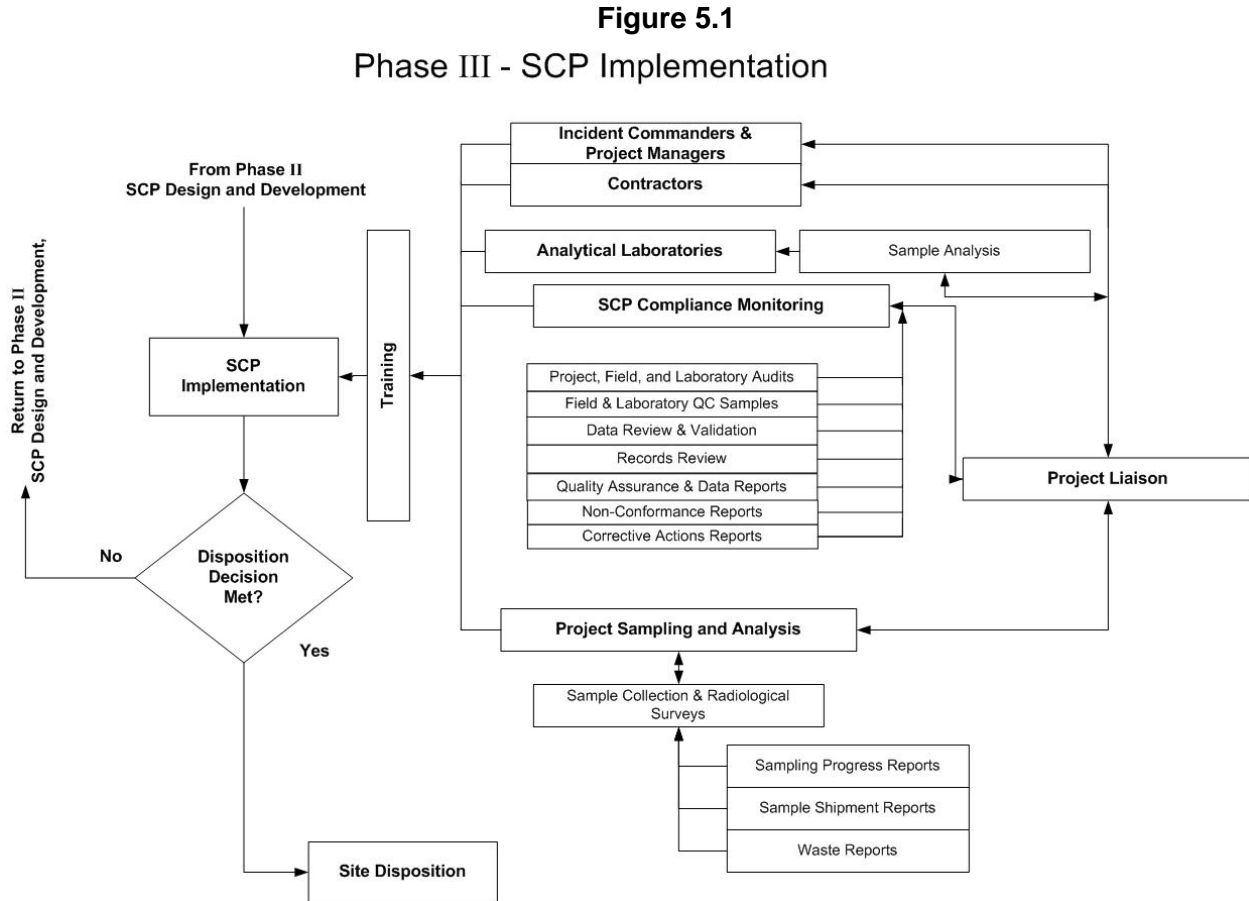 Figure 5.1
Phase III - SCP Implementation
From Phase II
SCP Design and Development
Return to Phase II
SCP Design and Development,
SCP
Implementation
Disposition
Decision
Met?
No
Yes
Site Disposition
Training
Incident Commanders &
Project Managers
Contractors
Analytical Laboratories
Sample Analysis
SCP Compliance Monitoring
Project, Field, and Laboratory Audits
Field & Laboratory QC Samples
Data Review & Validation
Records Review
Quality Assurance & Data Reports
Non-Conformance Reports
Corrective Actions Reports
Project Liaison
Project Sampling and Analysis
Sample Collection & Radiological
Surveys
Sampling Progress Reports
Sample Shipment Reports
Waste Reports